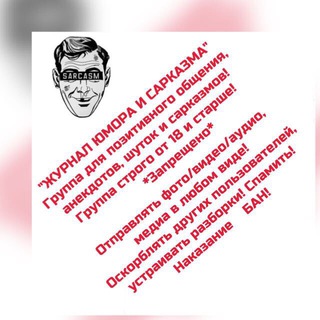 SARCASM
"ЖУРНАЛ ЮМОРА И САРКАЗМА"
Группа для позитивного общения,
анекдотов, шуток и сарказмов!
Группа строго от 18 и старше!
*Запрещено*
Отправлять фото/видео/аудио,
медиа в любом виде!
Оскорблять других пользователей,
устраивать разборки! Спамить!
Наказание БАН!